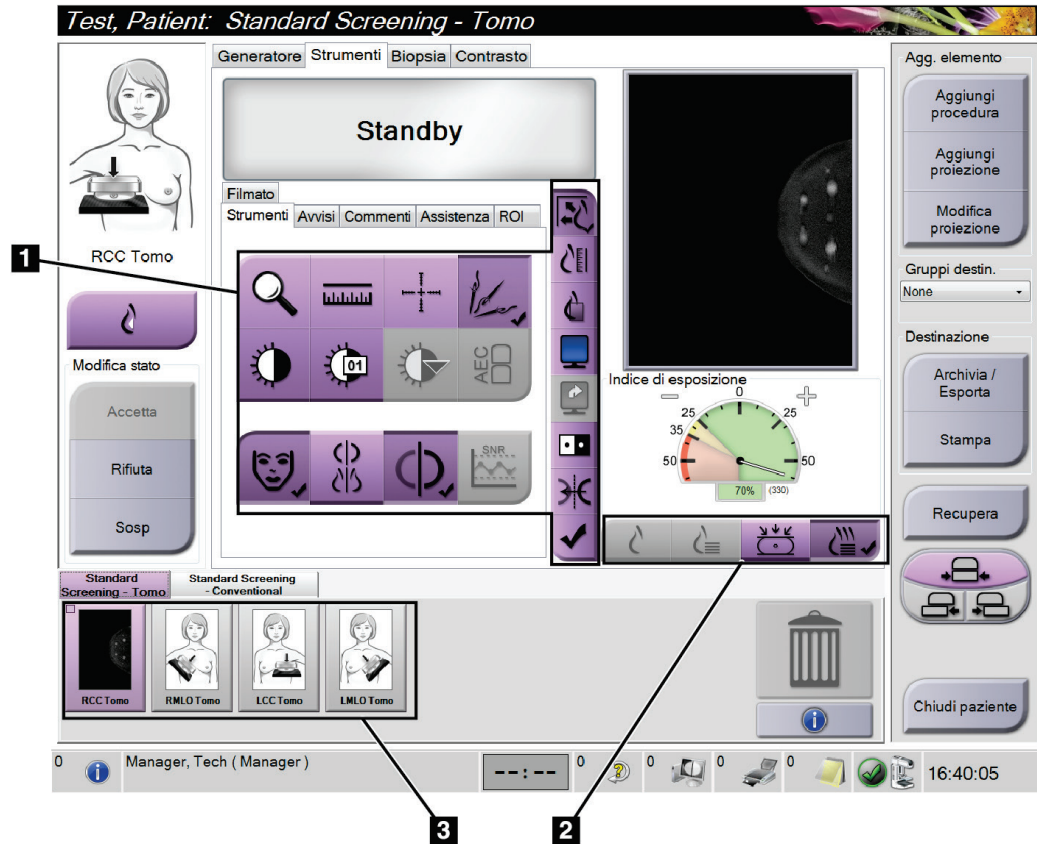 Test, Patient: Standard Screening - Tomo
Generatore Strumenti Biopsia Contrasto
Standby
Filmato
Strumenti Avvisi Commenti Assistenza ROI
RCC Tomo
Modifica stato
Accetta
Rifiuta
Sosp
01
AEC
SNR
Indice di esposizione
0
25 25
35
50 50
70% (330)
Agg. elemento
Aggiungi
procedura
Aggiungi
proiezione
Modifica
proiezione
Gruppi destin.
None
Destinazione
Archivia /
Esporta
Stampa
Recupera
Chiudi paziente
Standard
Screening - Tomo
Standard Screening
- Conventional
RCC Tomo
RMLO Tomo
LCC Tomo
LMLO Tomo
0 Manager, Tech ( Manager )
--:-- 0 0 0 0 16:40:05
1
3 2